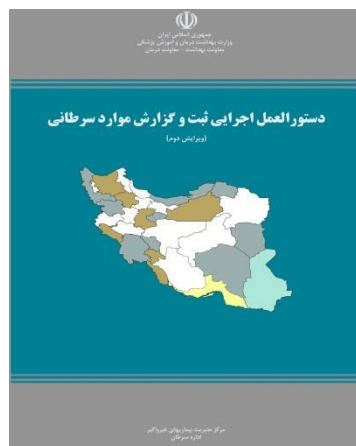 جمهوری اسلامی ایران
وزارت بهداشت درمان و آموزش پزشکی
معاونت بهداشت - معاونت درمان
دستورالعمل اجرایی ثبت و گزارش موارد سرطانی
(ویرایش دوم)
مرکز مدیریت بیماریهای غیرواگیر
اداره سرطان